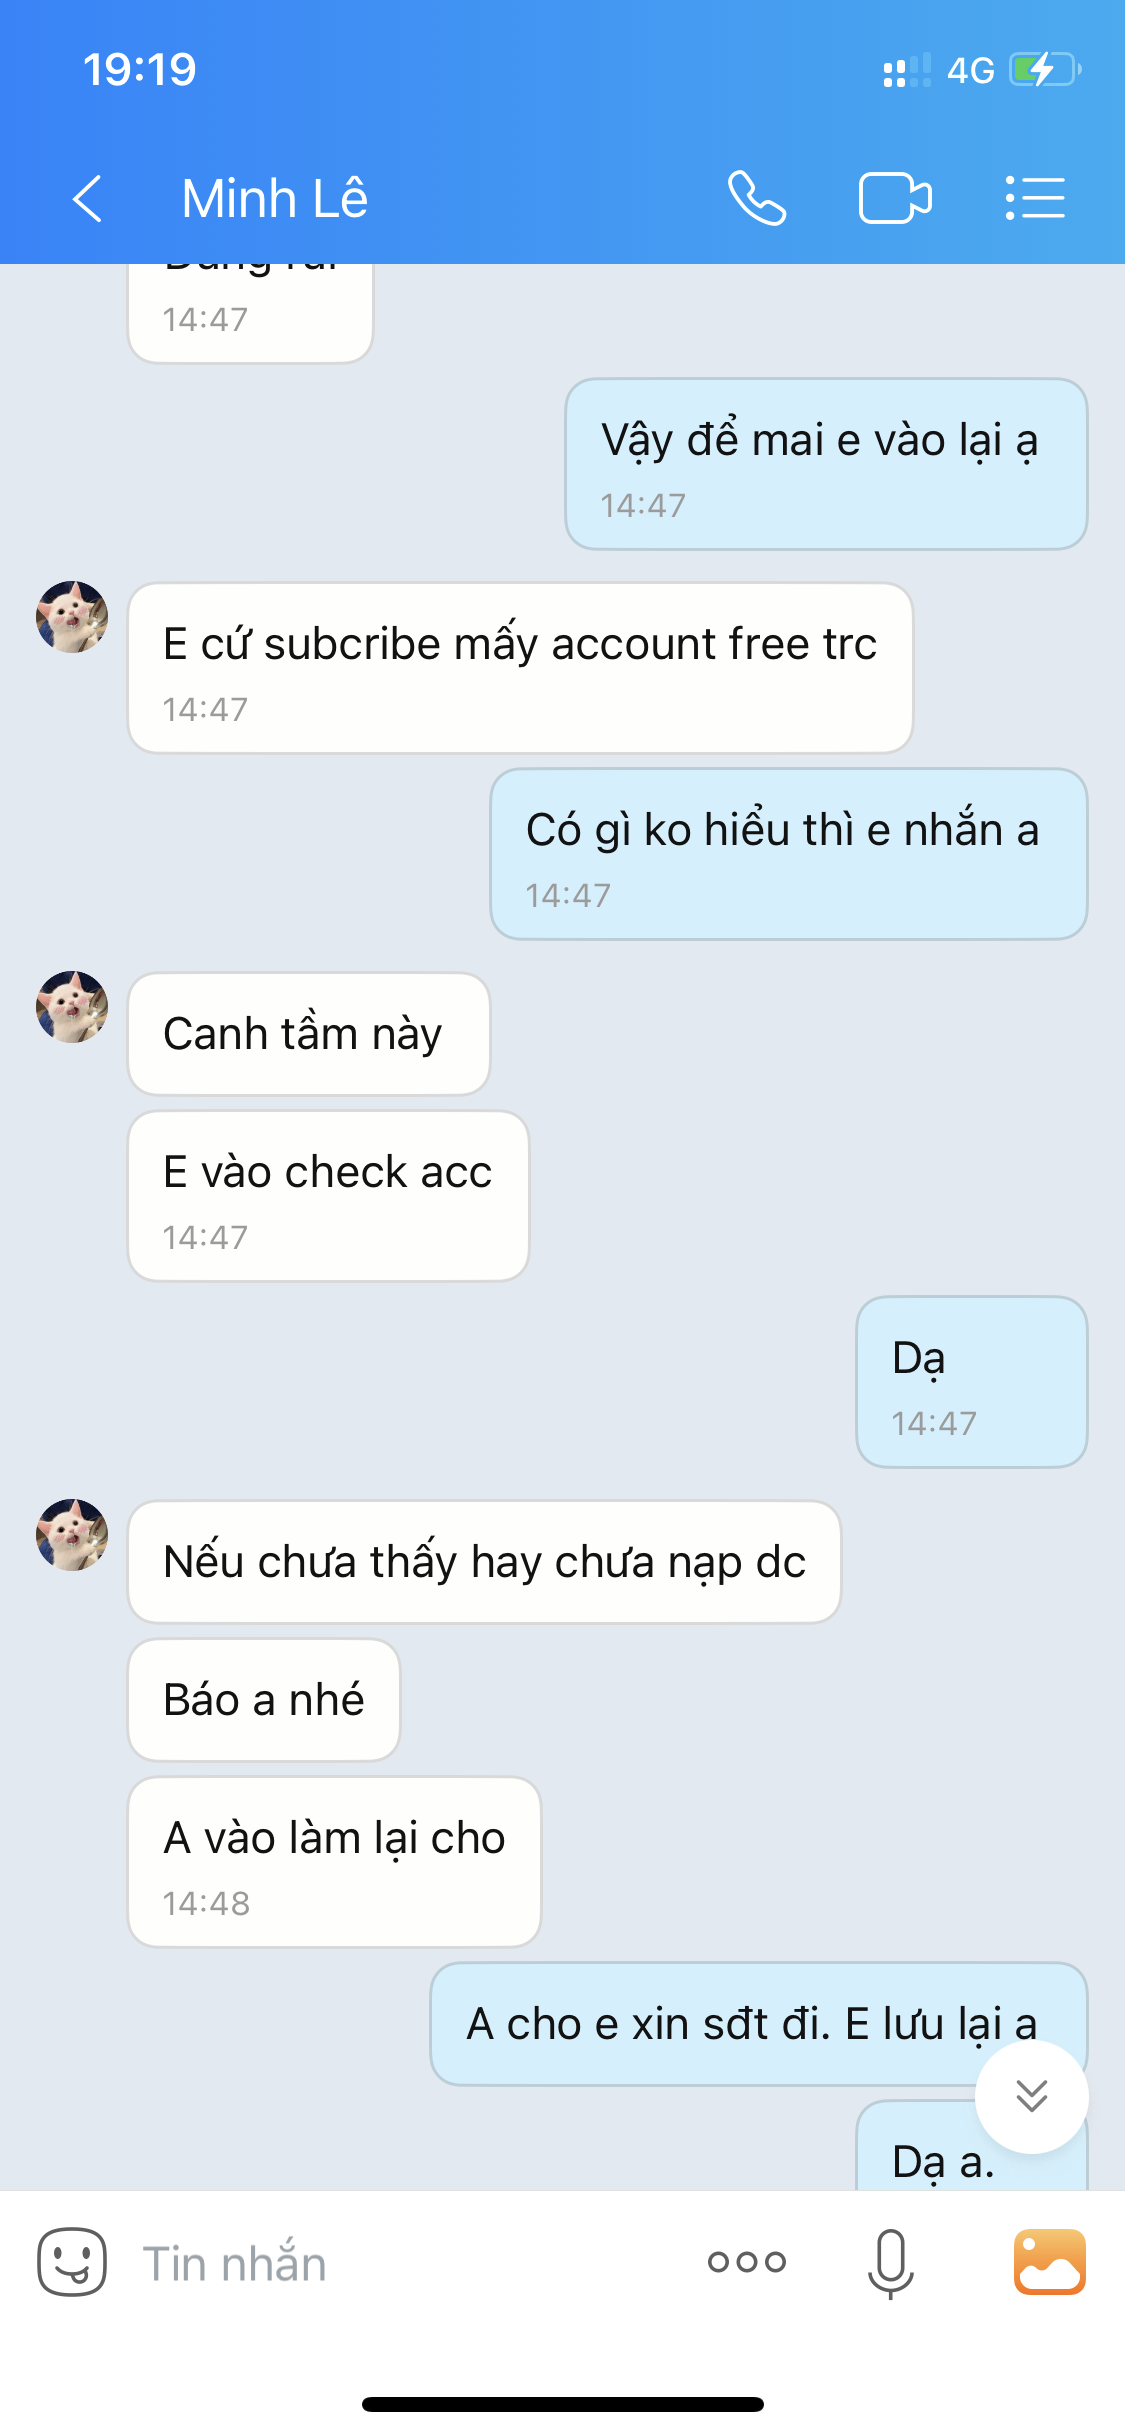 19:19
4G
Minh Lê
14:47
Vậy để mai e vào lại ạ
14:47
E cứ subcribe mấy account free trc
14:47
Có gì ko hiểu thì e nhắn a
14:47
Canh tầm này
E vào check acc
14:47
Dạ
14:47
Nếu chưa thấy hay chưa nạp dc
Báo a nhé
A vào làm lại cho
14:48
A cho e xin sđt đi. E lưu lại a
Dạ a.
Tin nhắn